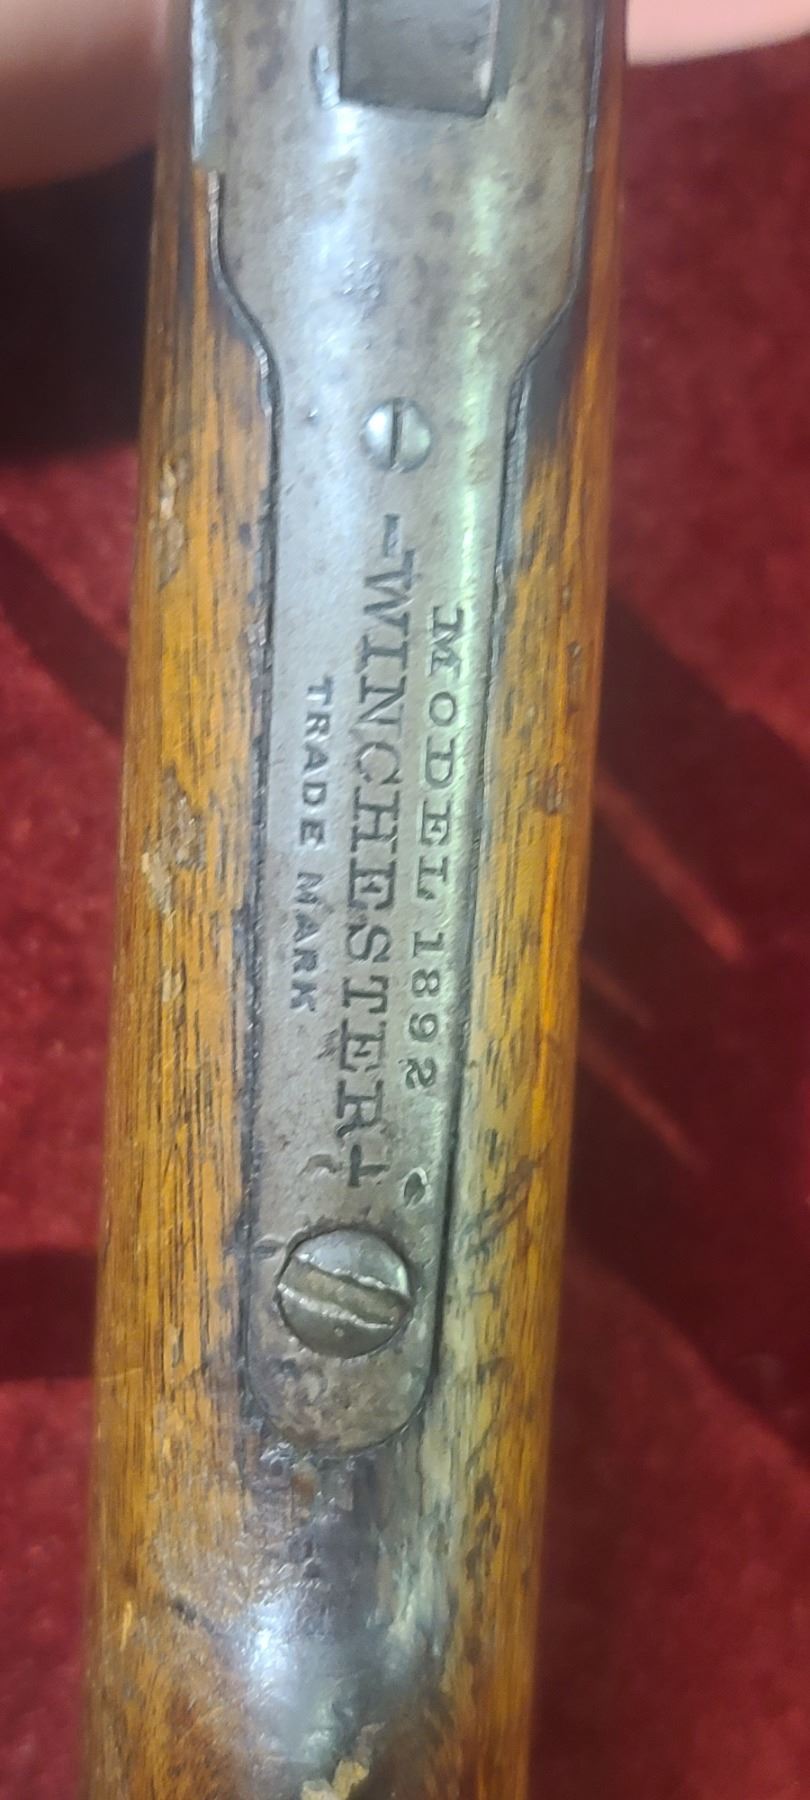 MODEL 1892
-WINCHESTER-
TRADE MARK